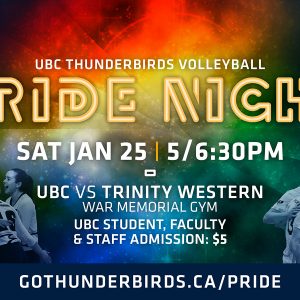 UBC THUNDERBIRDS VOLLEYBALL
RIDE NIGH
SAT JAN 25 | 5/6:30PM
UBC VS TRINITY WESTERN
WAR MEMORIAL GYM
UBC STUDENT, FACULTY
& STAFF ADMISSION: $5
GOTHUNDERBIRDS.CA/PRIDE